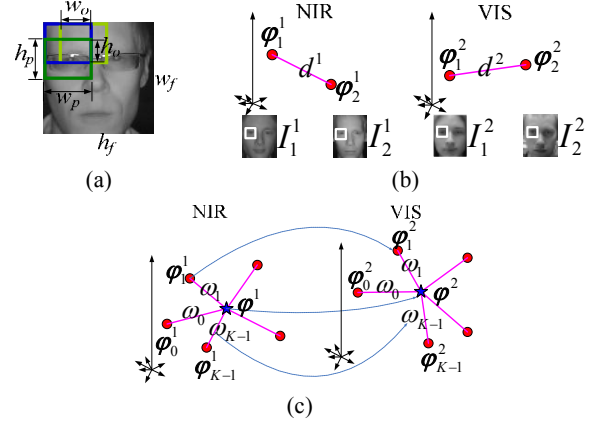 w_o
h_p
h_o
w_p
w_f
h_f
(a)
NIR
VIS
φ_1^1
d^1
φ_2^1
φ_1^2
d^2
φ_2^2
I_1^1
I_2^1
I_1^2
I_2^2
(b)
NIR
VIS
φ_1^1
ω_1
φ^1
ω_0
φ_0^1
ω_{K-1}
φ_{K-1}^1
φ_1^2
ω_1
φ_0^2
ω_0
φ^2
ω_{K-1}
φ_{K-1}^2
(c)